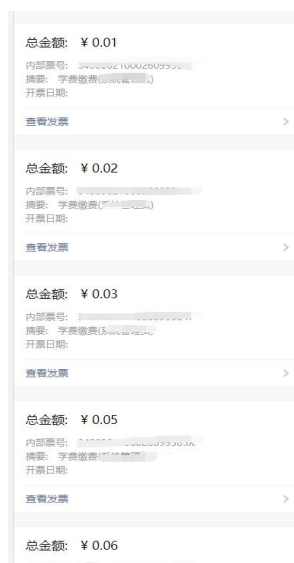 总金额: ¥ 0.01
内部票号:
摘要: 学费缴费(
开票日期:
查看发票
总金额: ¥ 0.02
内部票号:
摘要: 学费缴费(
开票日期:
查看发票
总金额: ¥ 0.03
内部票号:
摘要: 学费缴费(
开票日期:
查看发票
总金额: ¥ 0.05
内部票号:
摘要: 学费缴费(
开票日期:
查看发票
总金额: ¥ 0.06